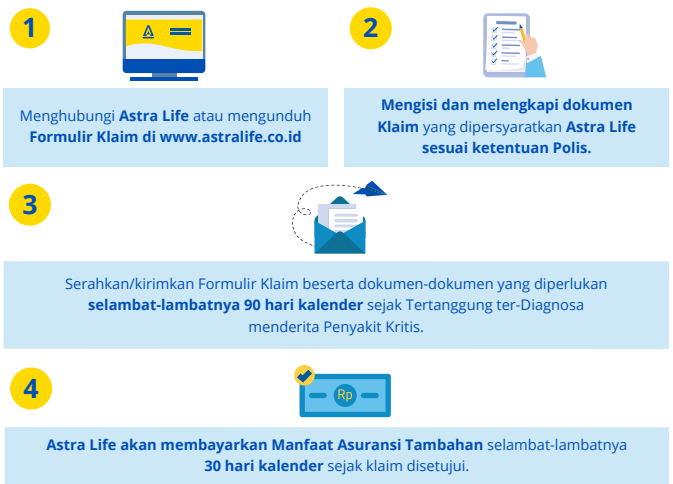 1
Menghubungi Astra Life atau mengunduh
Formulir Klaim di www.astralife.co.id
2
Mengisi dan melengkapi dokumen
Klaim yang dipersyaratkan Astra Life
sesuai ketentuan Polis.
3
Serahkan/kirimkan Formulir Klaim beserta dokumen-dokumen yang diperlukan
selambat-lambatnya 90 hari kalender sejak Tertanggung ter-Diagnosa
menderita Penyakit Kritis.
4
Rp
Astra Life akan membayarkan Manfaat Asuransi Tambahan selambat-lambatnya
30 hari kalender sejak klaim disetujui.